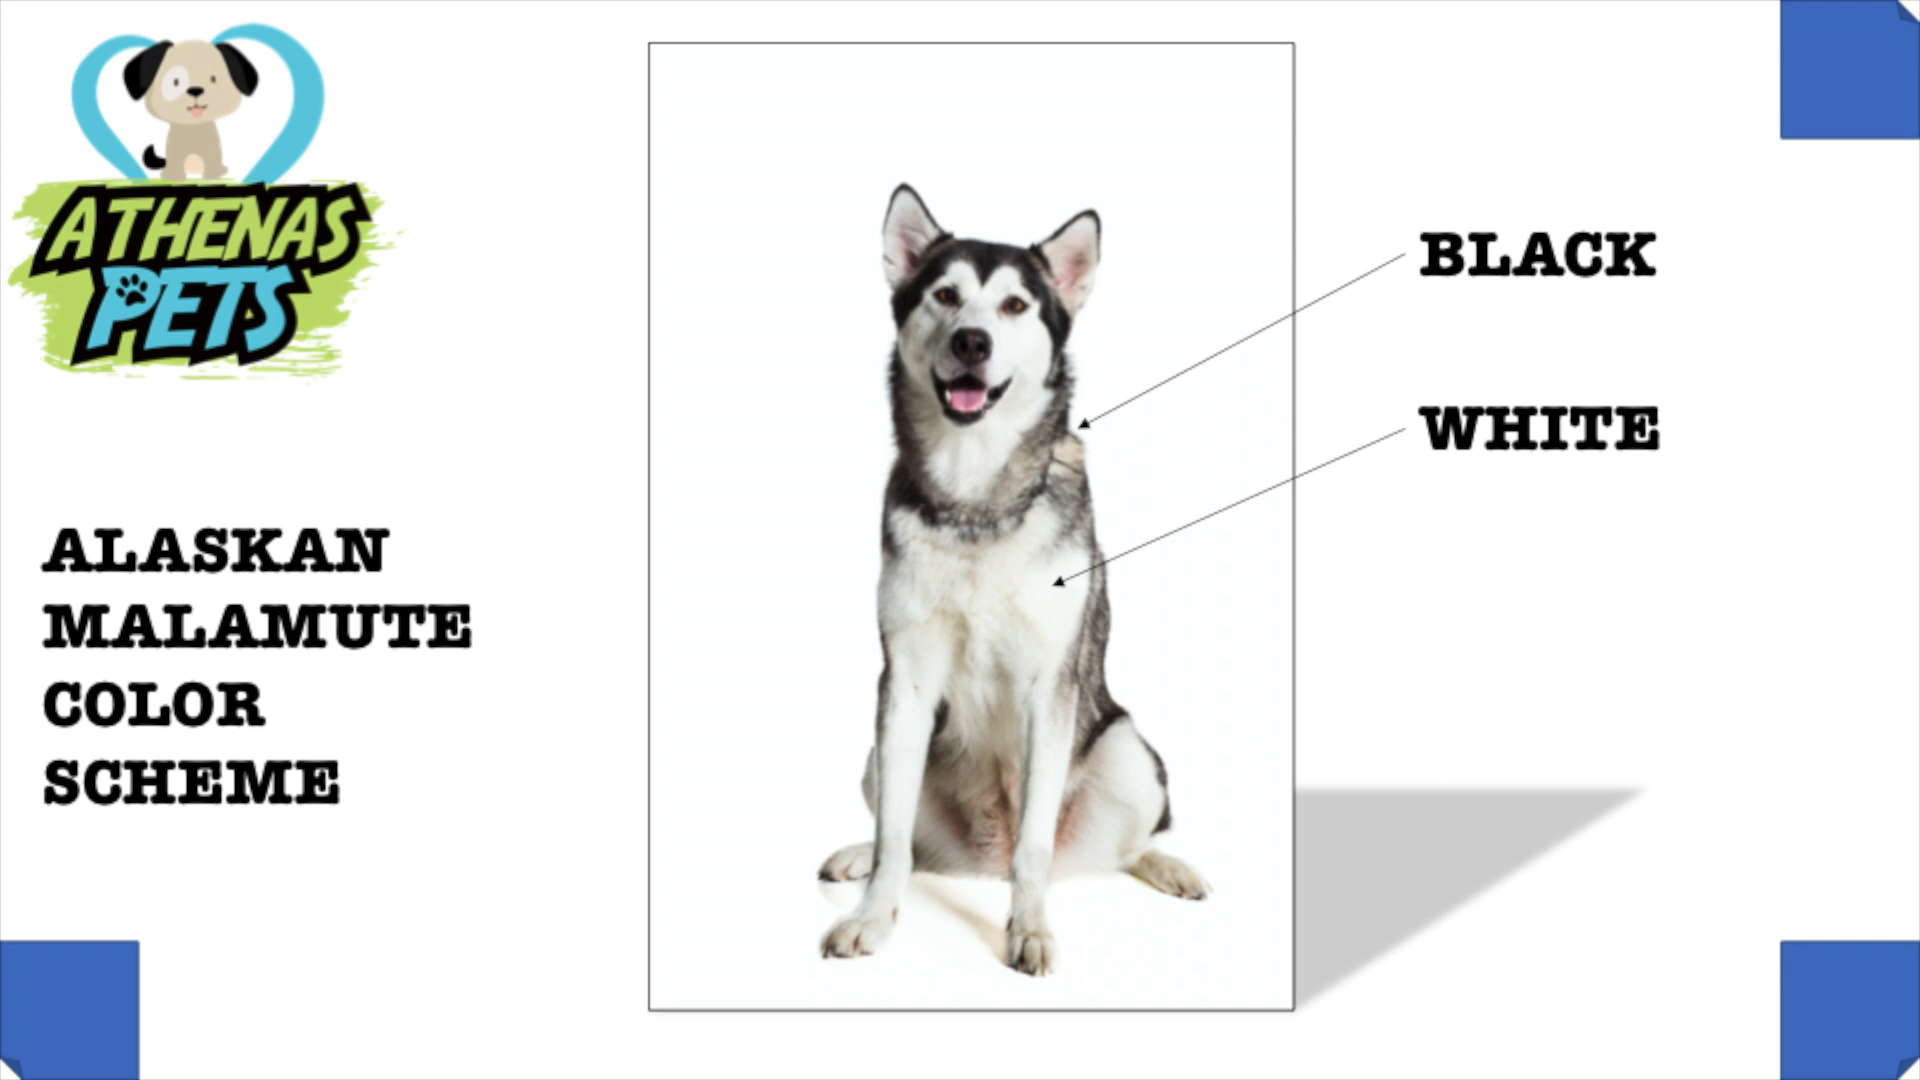 ATHENAS
PETS
ALASKAN
MALAMUTE
COLOR
SCHEME
BLACK
WHITE